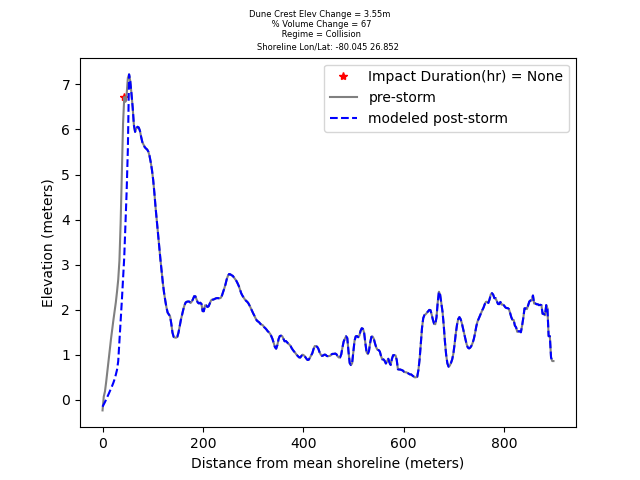 Dune Crest Elev Change = 3.55m
% Volume Change = 67
Regime = Collision
Shoreline Lon/Lat: -80.045 26.852
Impact Duration(hr) = None
pre-storm
modeled post-storm
Elevation (meters)
7
6
5
4
3
2
1
0
0 200 400 600 800
Distance from mean shoreline (meters)